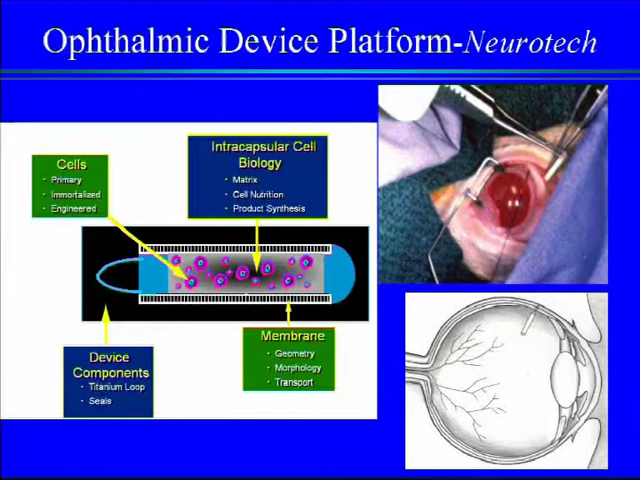 Ophthalmic Device Platform-Neurotech
Cells
· Primary
· Immortalized
· Engineered
Intracapsular Cell
Biology
· Matrix
· Cell Nutrition
· Product Synthesis
Device
Components
· Titanium Loop
· Seals
Membrane
· Geometry
· Morphology
· Transport